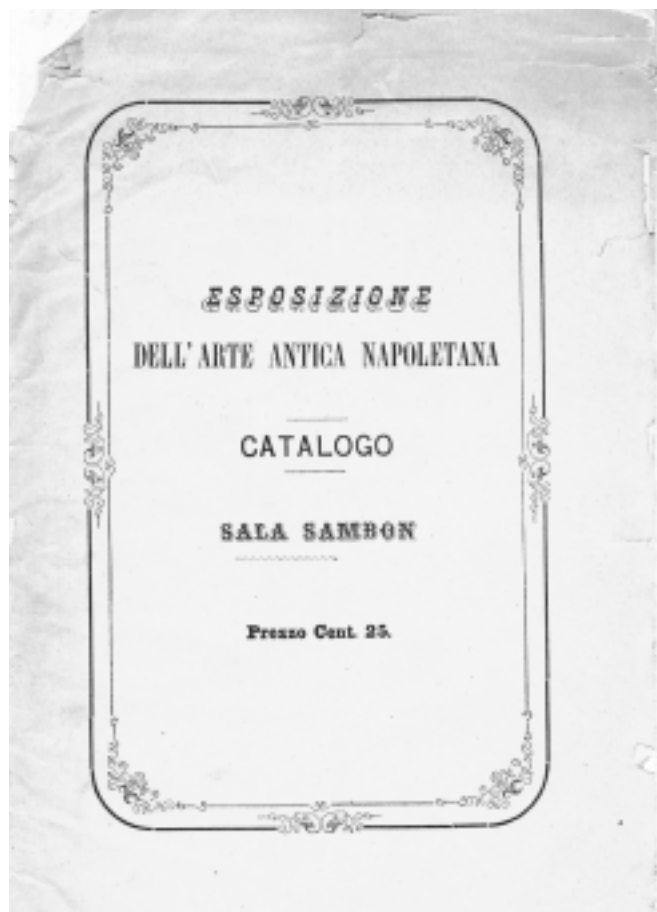 ESPOSIZIONE
DELL' ARTE ANTICA NAPOLETANA
CATALOGO
SALA SAMBON
Prezzo Cent. 25.